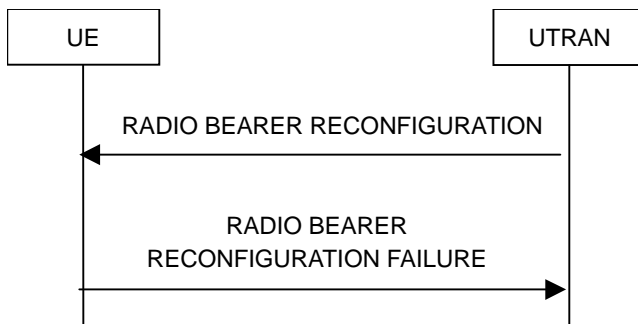 UE
UTRAN
RADIO BEARER RECONFIGURATION
RADIO BEARER
RECONFIGURATION FAILURE